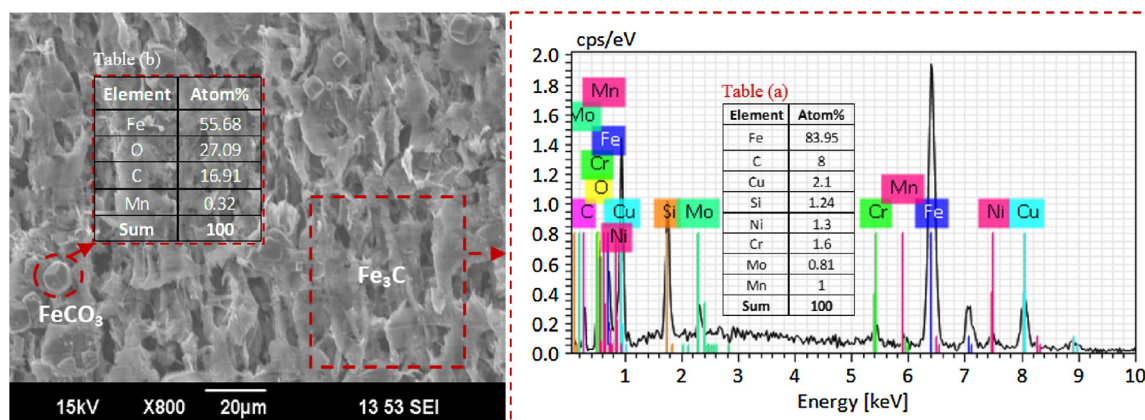 Table (b)
Element Atom%
Fe 55.68
O 27.09
C 16.91
Mn 0.32
Sum 100
FeCO₃
Fe₃C
15kV X800 20μm 13 53 SEI
cps/eV
2.0
1.8
1.6
1.4
1.2
1.0
0.8
0.6
0.4
0.2
0.0
Mn
Mo
Fe
Cr
O
C
Cu
Ni
Si
Mo
Cr
Mn
Fe
Ni
Cu
Table (a)
Element Atom%
Fe 83.95
C 8
Cu 2.1
Si 1.24
Ni 1.3
Cr 1.6
Mo 0.81
Mn 1
Sum 100
1 2 3 4 5 6 7 8 9 10
Energy [keV]